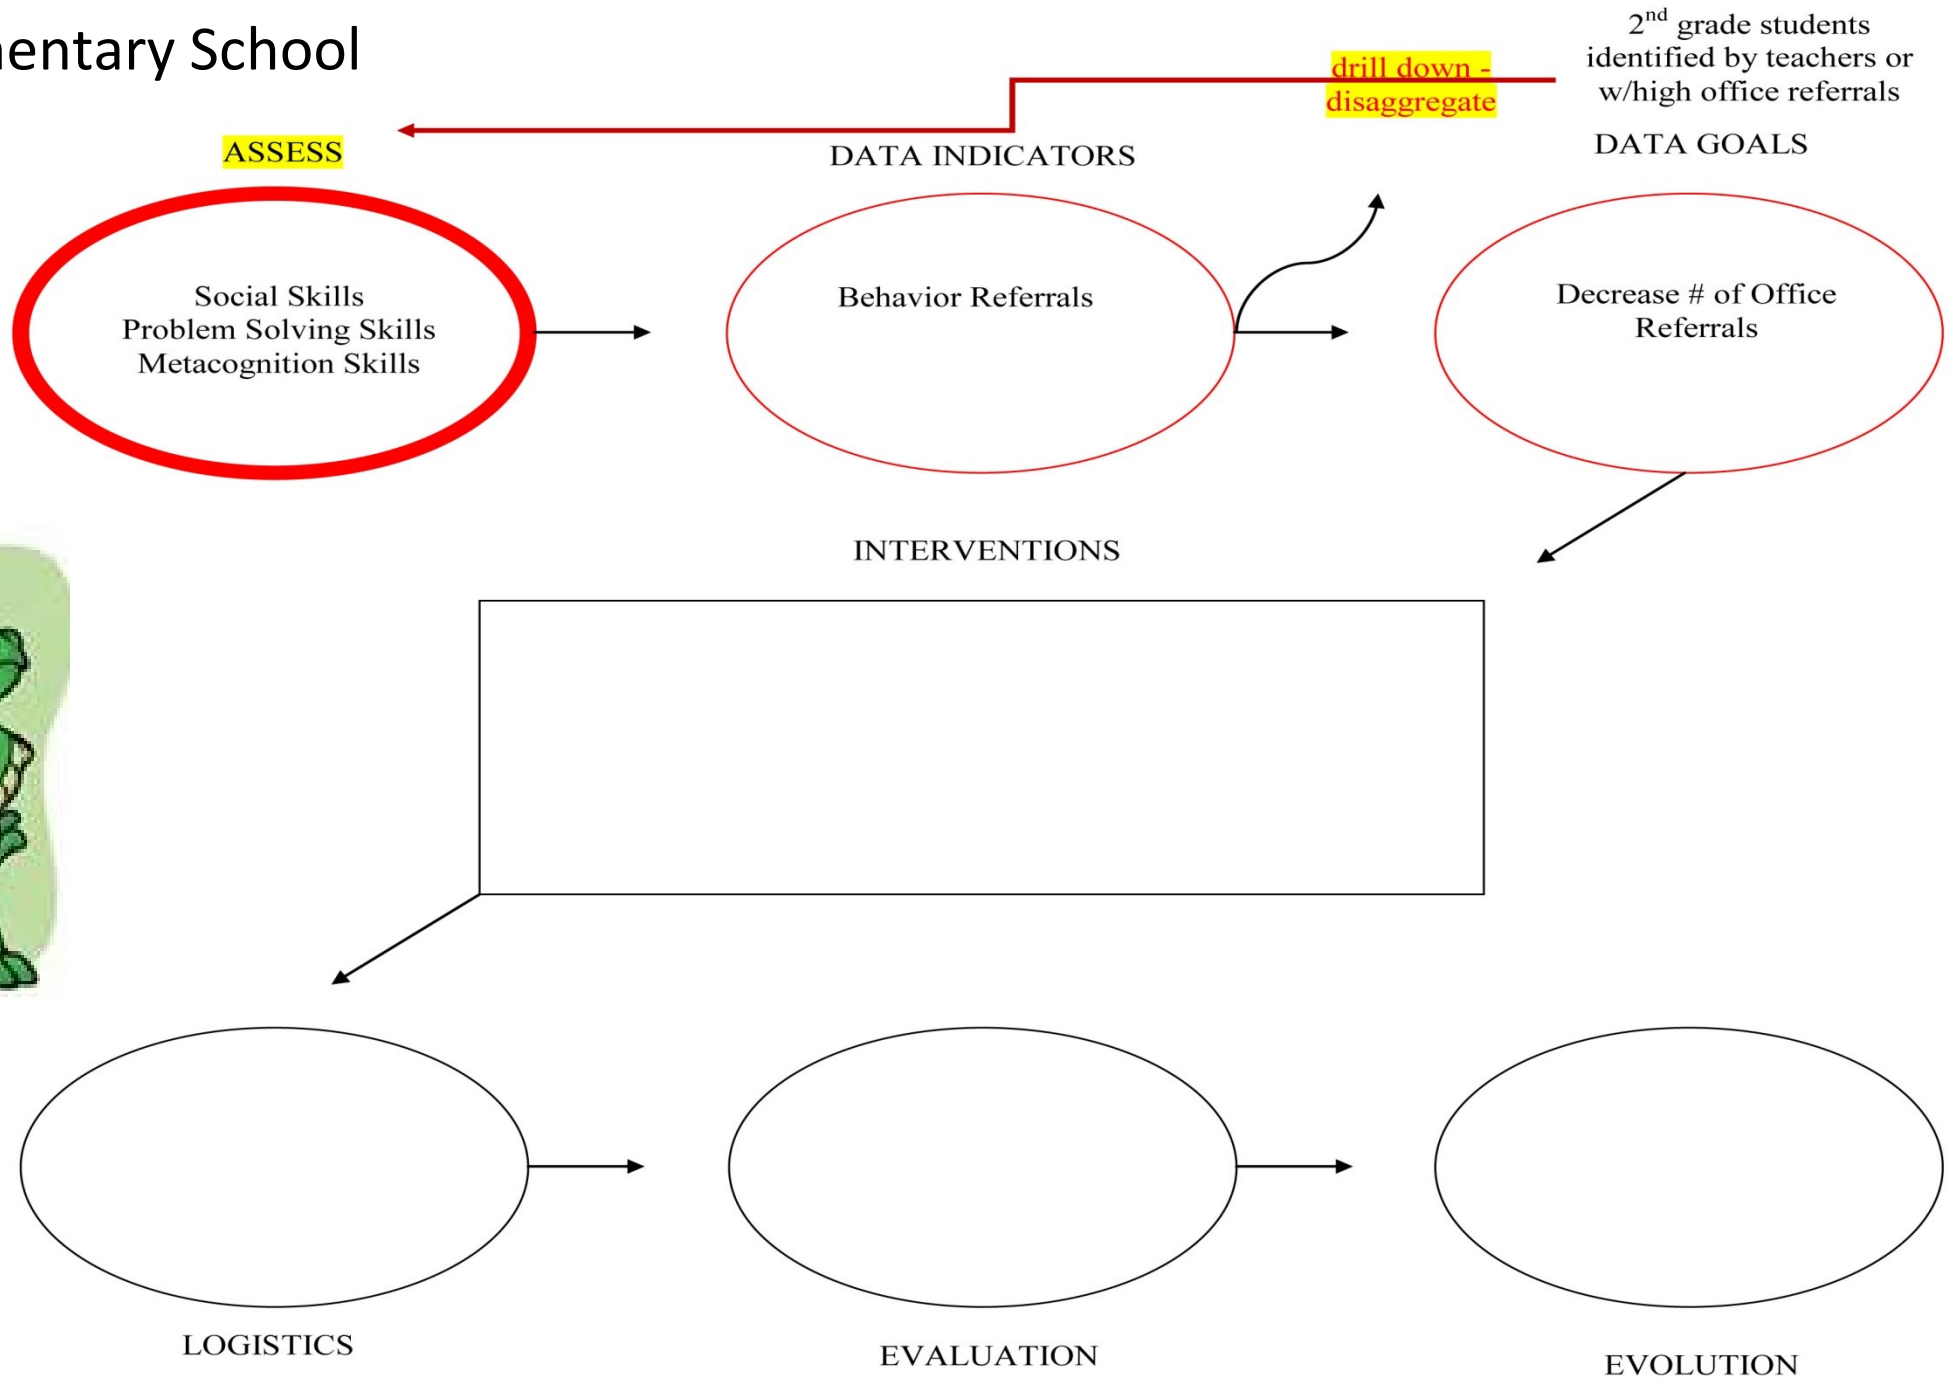 mentary School
2nd grade students
identified by teachers or
w/high office referrals
drill down -
disaggregate
ASSESS
DATA INDICATORS
DATA GOALS
Social Skills
Problem Solving Skills
Metacognition Skills
Behavior Referrals
Decrease # of Office
Referrals
INTERVENTIONS
LOGISTICS
EVALUATION
EVOLUTION